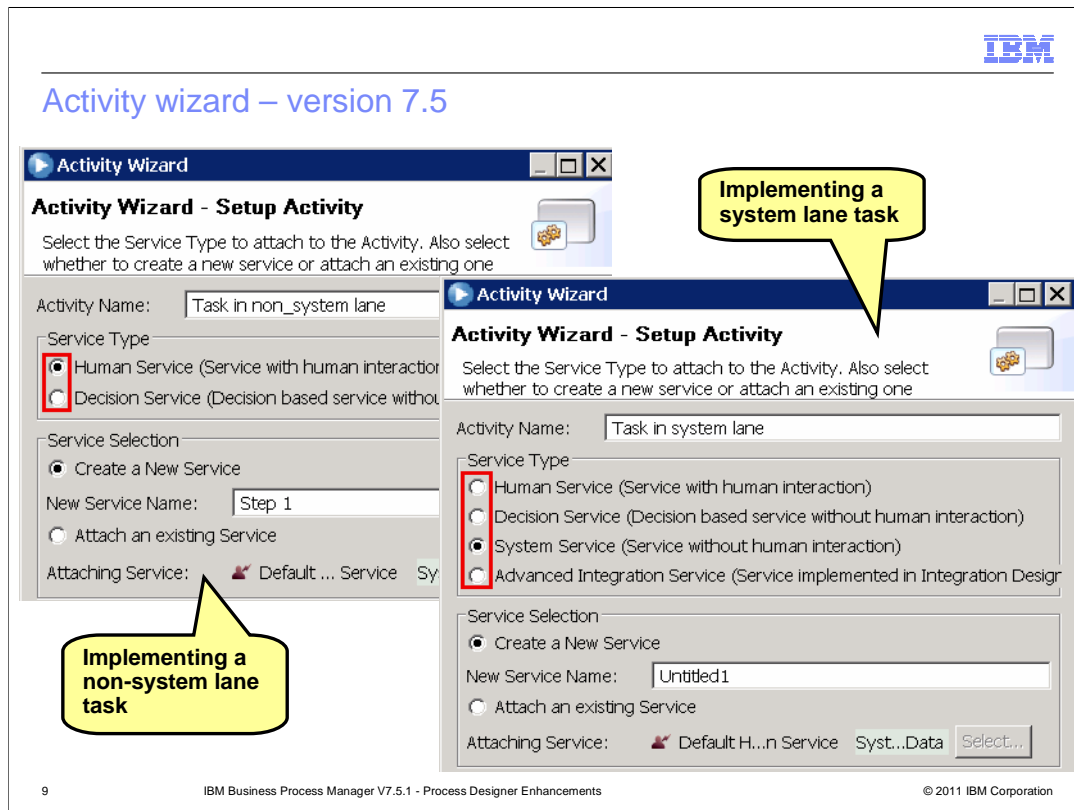 IBM
Activity wizard – version 7.5
Activity Wizard
Activity Wizard - Setup Activity
Select the Service Type to attach to the Activity. Also select
whether to create a new service or attach an existing one
Activity Name: Task in non_system lane
Service Type
Human Service (Service with human interaction
Decision Service (Decision based service withou
Service Selection
Create a New Service
New Service Name: Step 1
Attach an existing Service
Attaching Service: Default ... Service Sy
Implementing a
non-system lane
task
Implementing a
system lane task
Activity Wizard
Activity Wizard - Setup Activity
Select the Service Type to attach to the Activity. Also select
whether to create a new service or attach an existing one
Activity Name: Task in system lane
Service Type
Human Service (Service with human interaction)
Decision Service (Decision based service without human interaction)
System Service (Service without human interaction)
Advanced Integration Service (Service implemented in Integration Desigr
Service Selection
Create a New Service
New Service Name: Untitled1
Attach an existing Service
Attaching Service: Default H...n Service Syst...Data Select...
9 IBM Business Process Manager V7.5.1 - Process Designer Enhancements © 2011 IBM Corporation